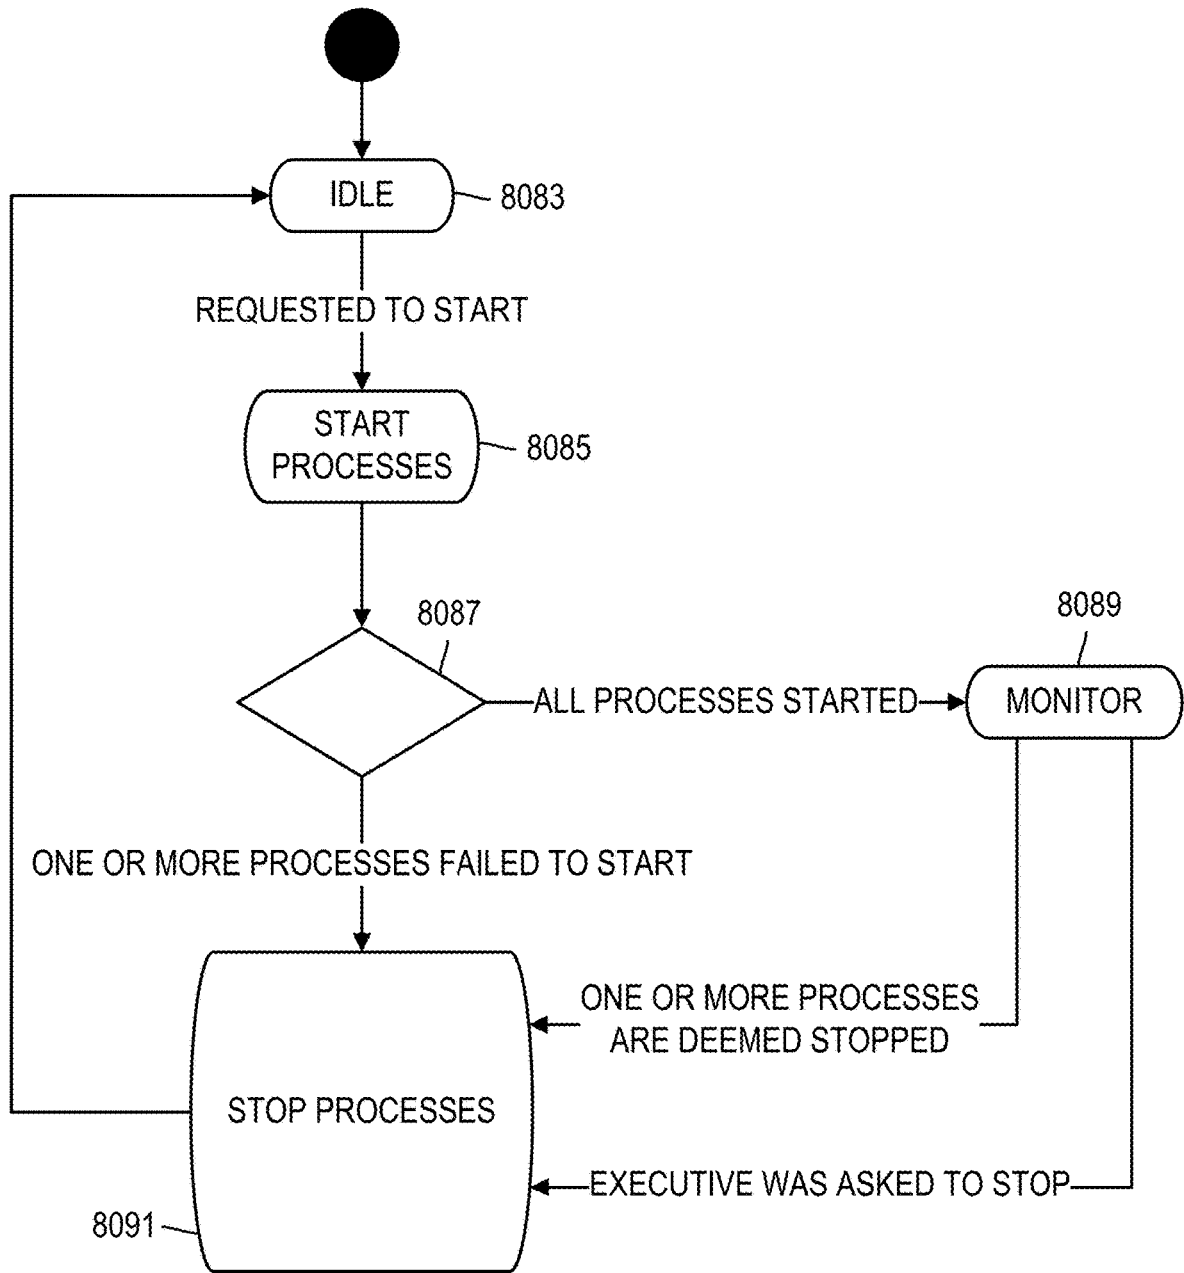 IDLE
8083
REQUESTED TO START
START
PROCESSES
8085
8087
8089
ALL PROCESSES STARTED
MONITOR
ONE OR MORE PROCESSES FAILED TO START
ONE OR MORE PROCESSES
ARE DEEMED STOPPED
STOP PROCESSES
EXECUTIVE WAS ASKED TO STOP
8091